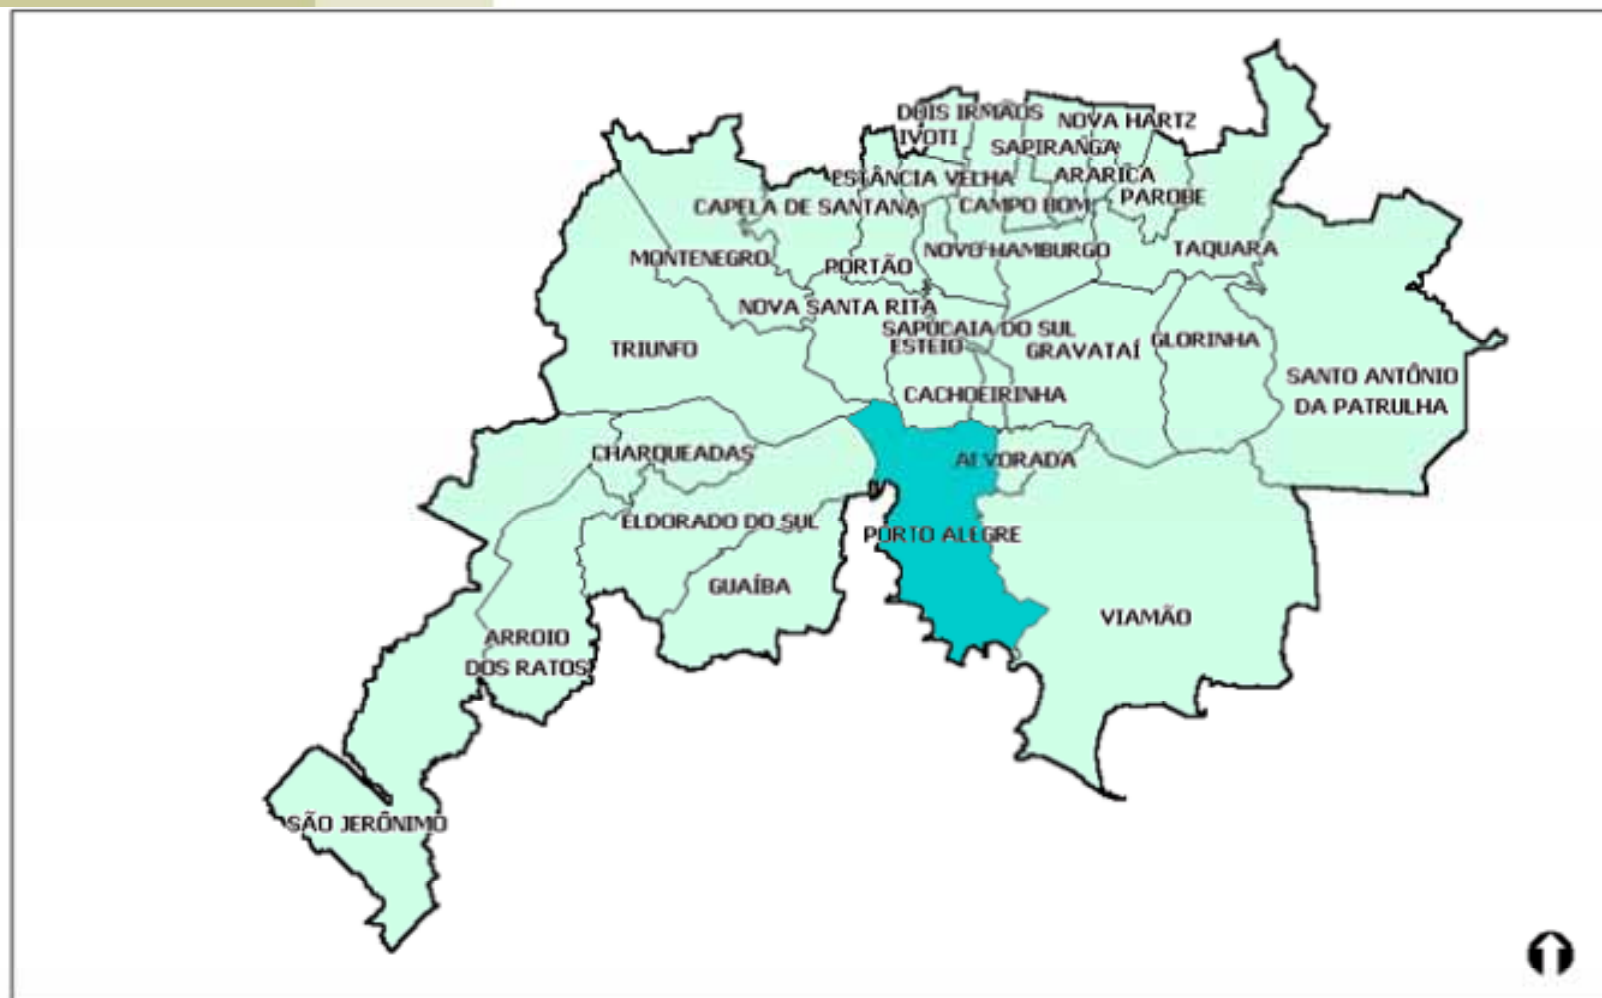 DOIS IRMÃOS
NOVA HARTZ
IVOTI
SAPIRANGA
ESTÂNCIA VELHA
ARARICA
PAROBE
CAPELA DE SANTANA
CAMPO BOM
NOVO HAMBURGO
TAQUARA
MONTENEGRO
PORTÃO
NOVA SANTA RITA
SAPUCAIA DO SUL
ESTEIO
GRAVATAÍ
GLORINHA
TRIUNFO
SANTO ANTÔNIO
DA PATRULHA
CACHOEIRINHA
CHARQUEADAS
ALVORADA
ELDORADO DO SUL
PORTO ALEGRE
GUAÍBA
VIAMÃO
ARROIO
DOS RATOS
SÃO JERÔNIMO